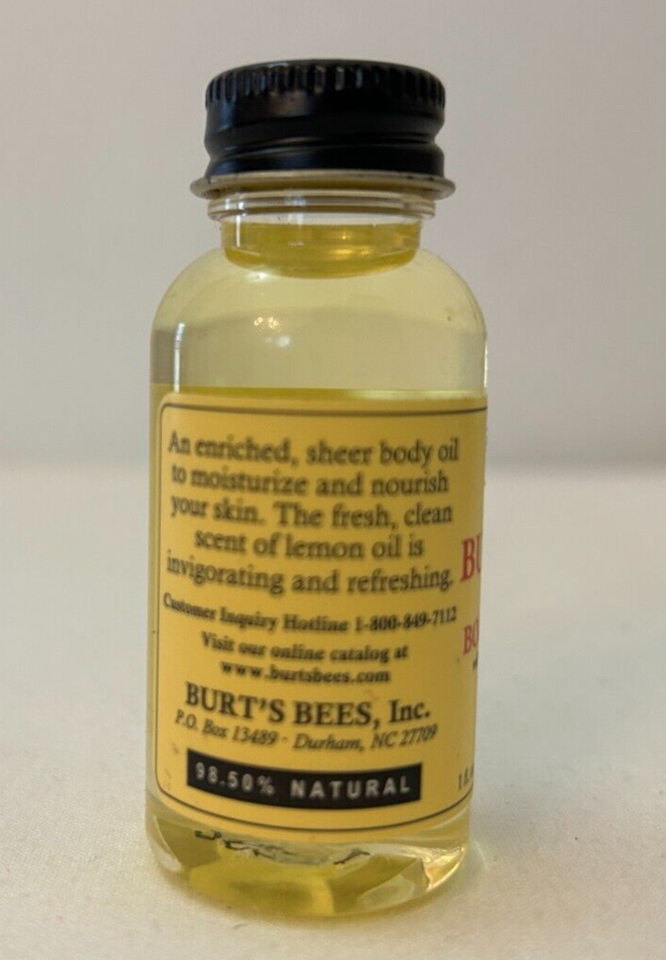 An enriched, sheer body oil
to moisturize and nourish
your skin. The fresh, clean
scent of lemon oil is
invigorating and refreshing.
Customer Inquiry Hotline 1-800-849-7112
Visit our online catalog at
www.burtsbees.com
BURT'S BEES, Inc.
P.O. Box 13489 - Durham, NC 27709
98.50% NATURAL
BU
BO